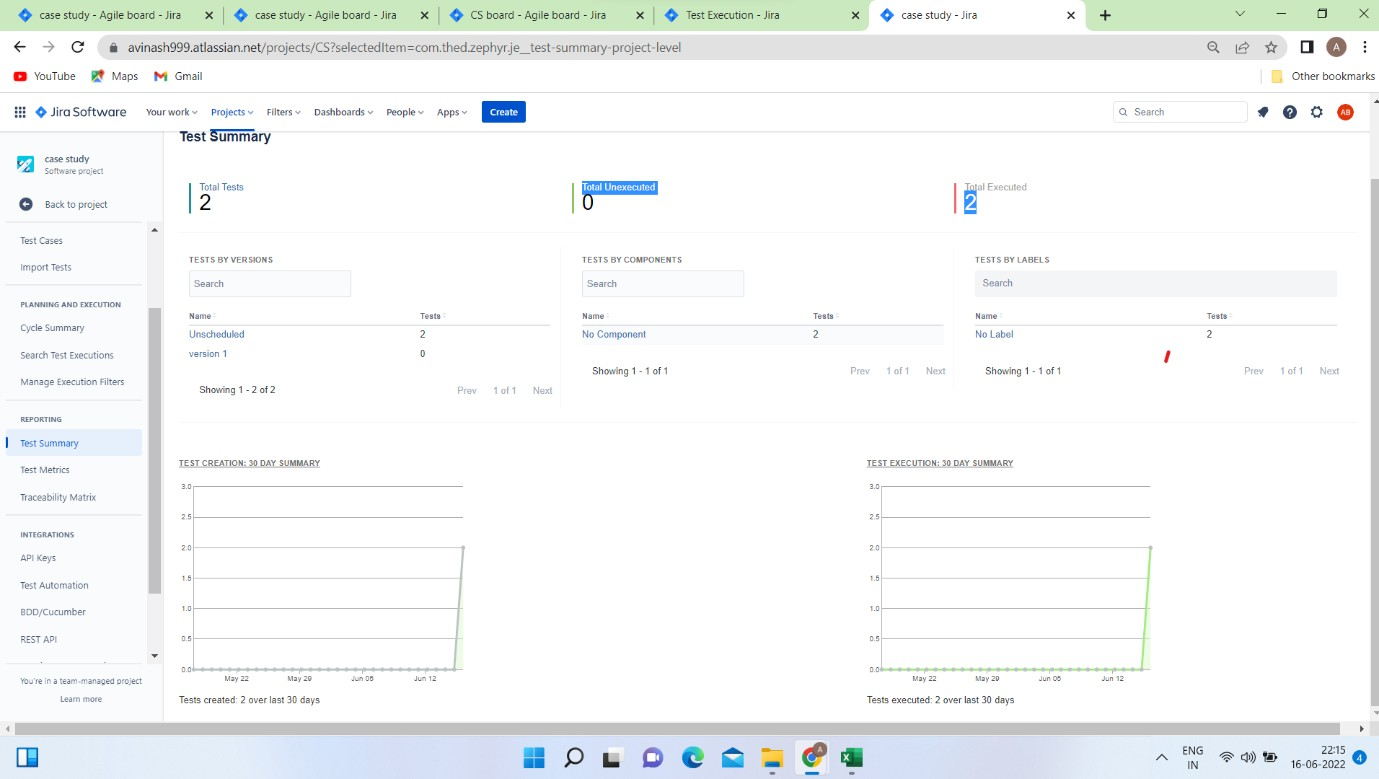 case study - Agile board - Jira
case study - Agile board - Jira
CS board - Agile board - Jira
Test Execution - Jira
case study - Jira
avinash999.atlassian.net/projects/CS?selectedItem=com.thed.zephyr.je__test-summary-project-level
A
YouTube
Maps
Gmail
Other bookmarks
Jira Software
Your work
Projects
Filters
Dashboards
People
Apps
Create
Search
AB
case study
Software project
Back to project
Test Cases
Import Tests
PLANNING AND EXECUTION
Cycle Summary
Search Test Executions
Manage Execution Filters
REPORTING
Test Summary
Test Metrics
Traceability Matrix
INTEGRATIONS
API Keys
Test Automation
BDD/Cucumber
REST API
You're in a team-managed project
Learn more
Test Summary
Total Tests
2
Total Unexecuted
0
Total Executed
2
TESTS BY VERSIONS
Search
Name Tests
Unscheduled 2
version 1 0
Showing 1 - 2 of 2 Prev 1 of 1 Next
TESTS BY COMPONENTS
Search
Name Tests
No Component 2
Showing 1 - 1 of 1 Prev 1 of 1 Next
TESTS BY LABELS
Search
Name Tests
No Label 2
Showing 1 - 1 of 1 Prev 1 of 1 Next
TEST CREATION: 30 DAY SUMMARY
3.0
2.5
2.0
1.5
1.0
0.5
0.0
May 22 May 29 Jun 05 Jun 12
Tests created: 2 over last 30 days
TEST EXECUTION: 30 DAY SUMMARY
3.0
2.5
2.0
1.5
1.0
0.5
0.0
May 22 May 29 Jun 05 Jun 12
Tests executed: 2 over last 30 days
A
ENG
IN
22:15
16-06-2022
4